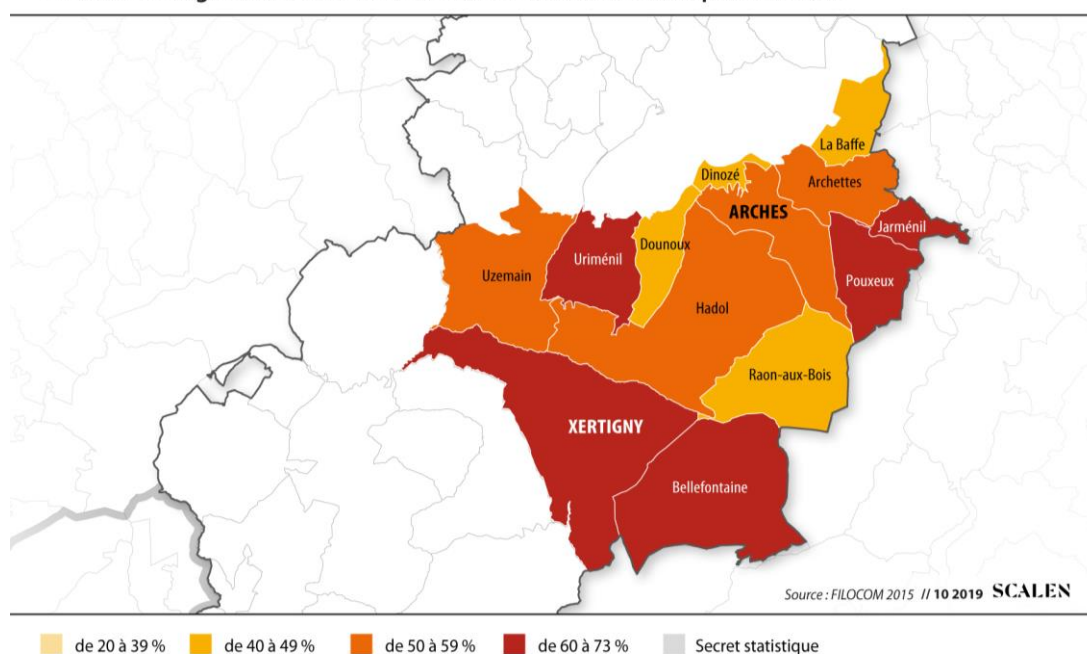 La Baffe
Dinozé
Archettes
ARCHES
Jarménil
Dounoux
Uriménil
Uzemain
Pouxeux
Hadol
Raon-aux-Bois
XERTIGNY
Bellefontaine
Source : FILOCOM 2015 // 10 2019 SCALEN
de 20 à 39 % de 40 à 49 % de 50 à 59 % de 60 à 73 % Secret statistique